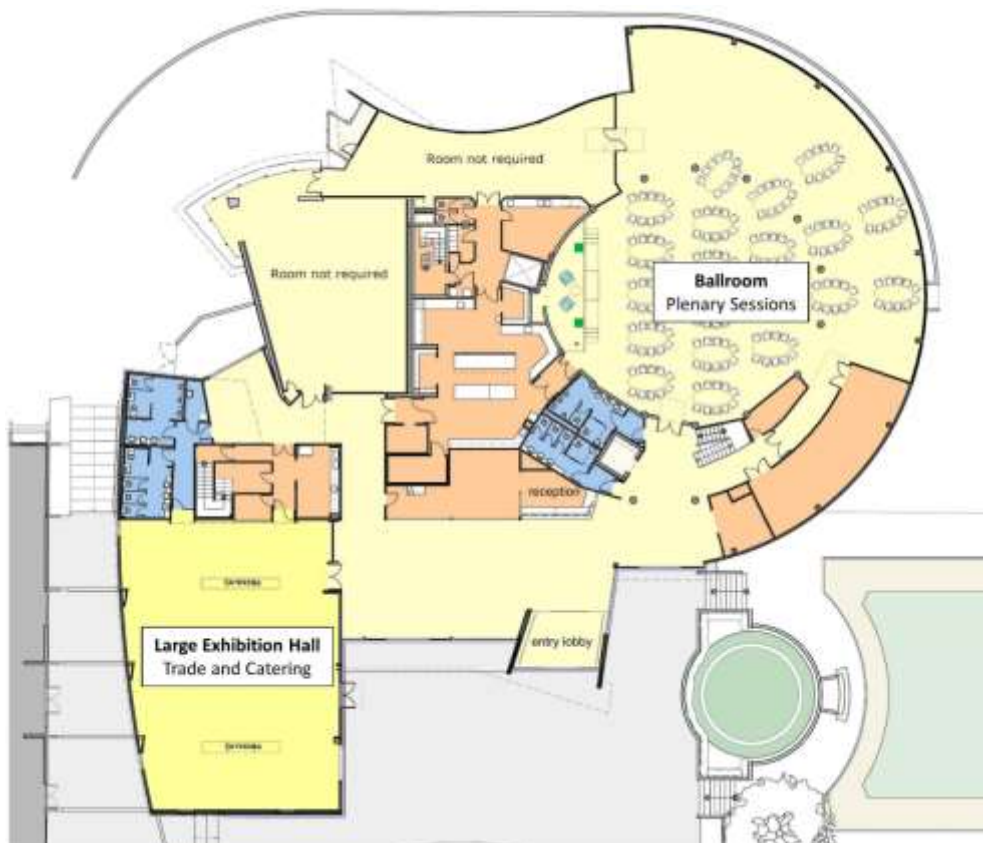 Room not required
Room not required
Ballroom
Plenary Sessions
reception
entry lobby
Large Exhibition Hall
Trade and Catering